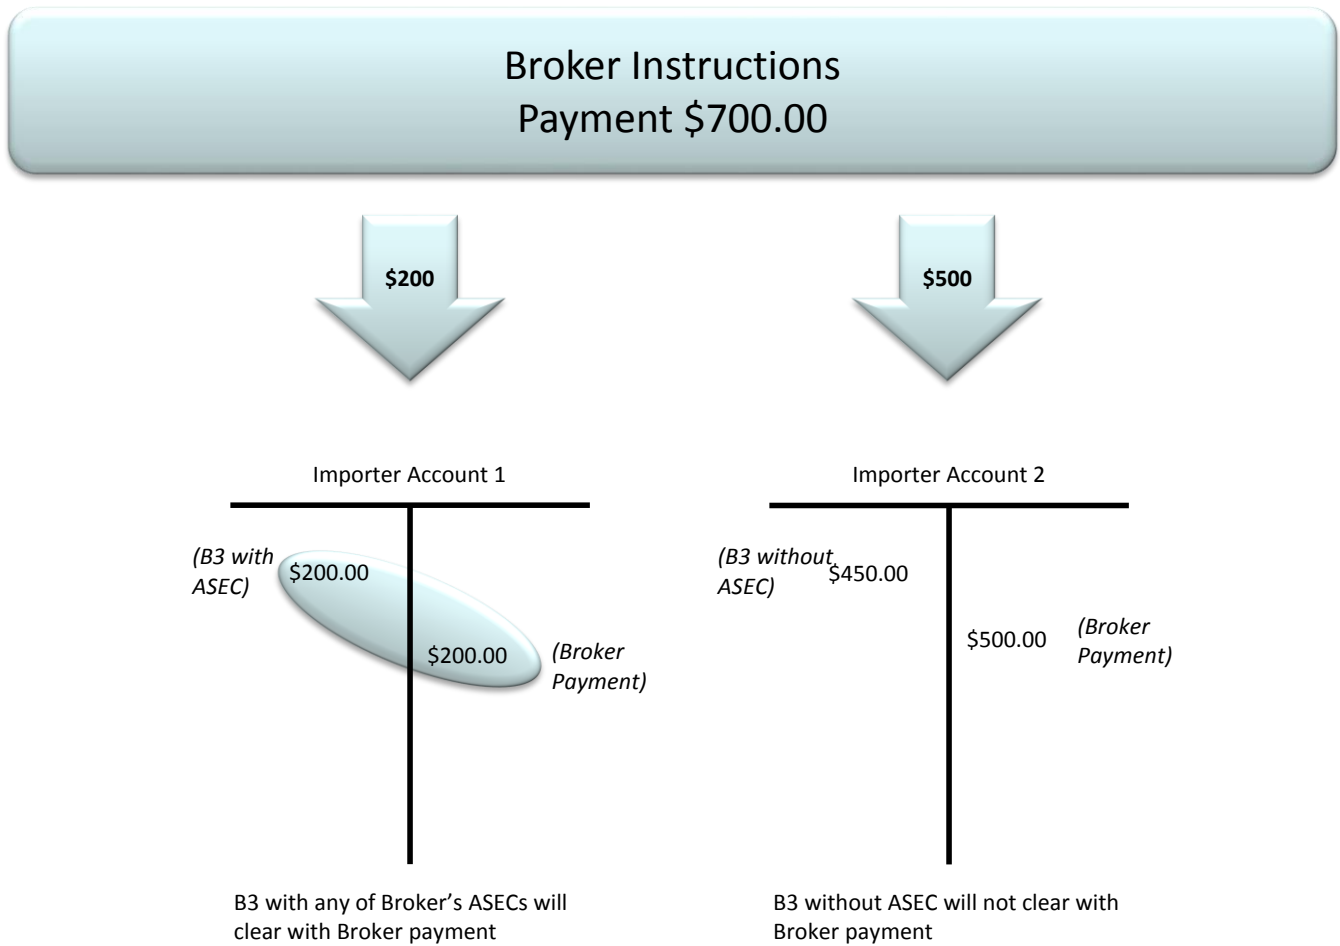 Broker Instructions
Payment $700.00
$200
$500
Importer Account 1
(B3 with
ASEC)
$200.00
$200.00
(Broker
Payment)
B3 with any of Broker’s ASECs will
clear with Broker payment
Importer Account 2
(B3 without
ASEC)
$450.00
$500.00
(Broker
Payment)
B3 without ASEC will not clear with
Broker payment